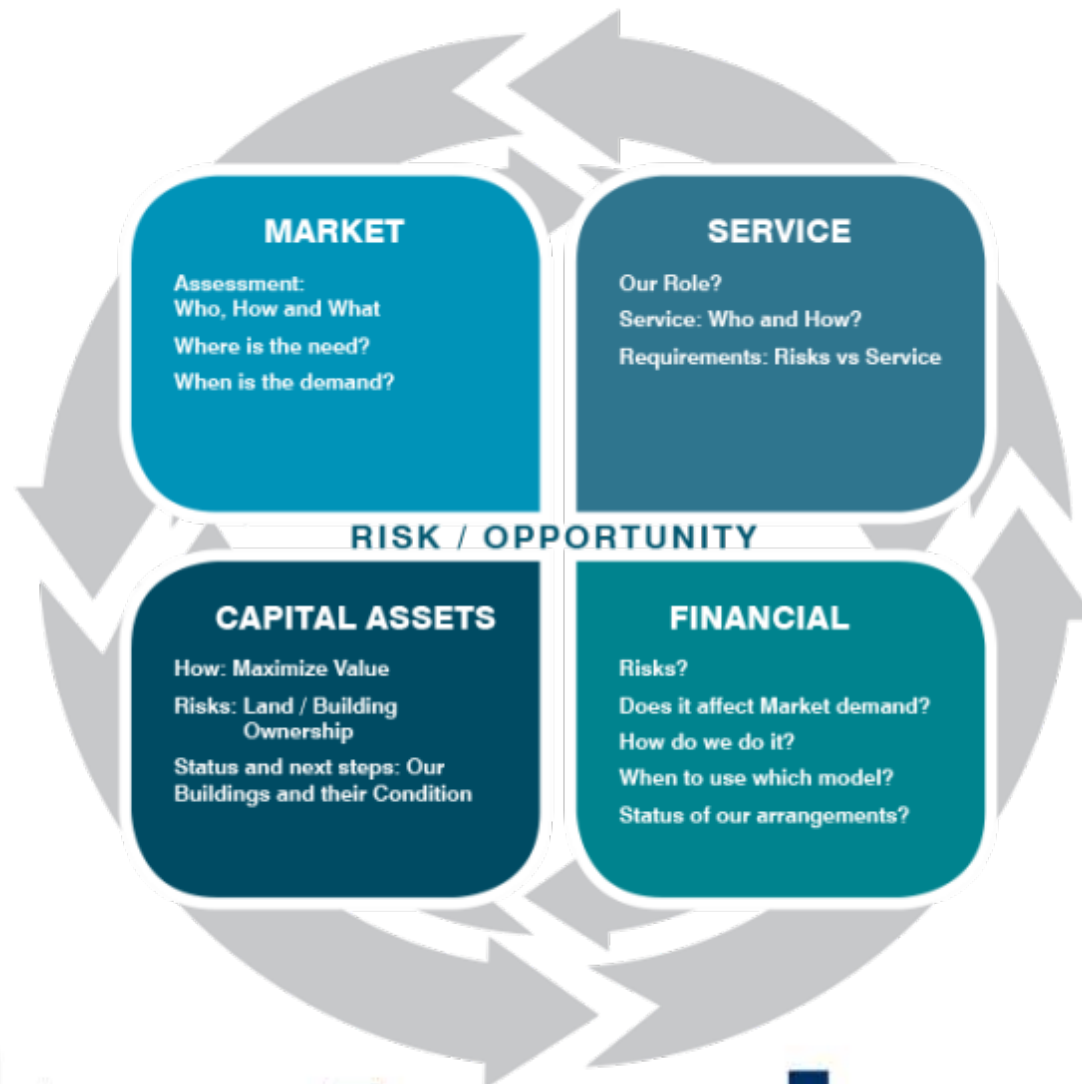 MARKET
Assessment:
Who, How and What
Where is the need?
When is the demand?
SERVICE
Our Role?
Service: Who and How?
Requirements: Risks vs Service
RISK / OPPORTUNITY
CAPITAL ASSETS
How: Maximize Value
Risks: Land / Building
Ownership
Status and next steps: Our
Buildings and their Condition
FINANCIAL
Risks?
Does it affect Market demand?
How do we do it?
When to use which model?
Status of our arrangements?